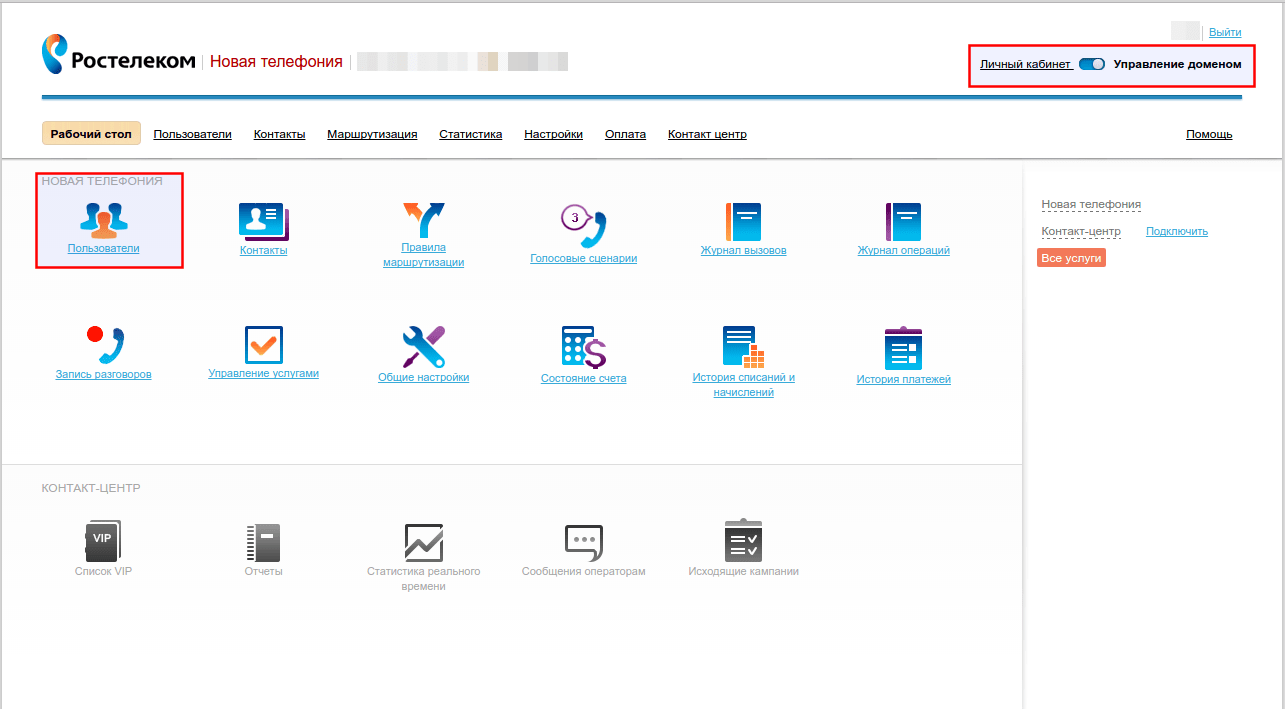 Выйти
Ростелеком Новая телефония
Личный кабинет Управление доменом
Рабочий стол Пользователи Контакты Маршрутизация Статистика Настройки Оплата Контакт центр Помощь
НОВАЯ ТЕЛЕФОНИЯ
3
Пользователи Контакты Правила маршрутизации Голосовые сценарии Журнал вызовов Журнал операций
Новая телефония
Контакт-центр Подключить
Все услуги
Запись разговоров Управление услугами Общие настройки Состояние счета История списаний и начислений История платежей
КОНТАКТ-ЦЕНТР
VIP
Список VIP Отчеты Статистика реального времени Сообщения операторам Исходящие кампании